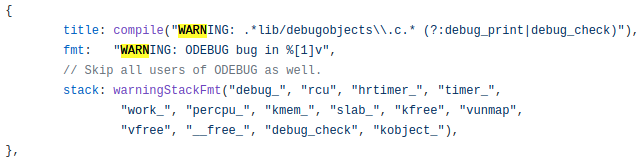 {
title: compile("WARNING: .*lib/debugobjects\\.c.* (?:debug_print|debug_check)"),
fmt:   "WARNING: ODEBUG bug in %[1]v",
// Skip all users of ODEBUG as well.
stack: warningStackFmt("debug_", "rcu", "hrtimer_", "timer_",
"work_", "percpu_", "kmem_", "slab_", "kfree", "vunmap",
"vfree", "__free_", "debug_check", "kobject_"),
},